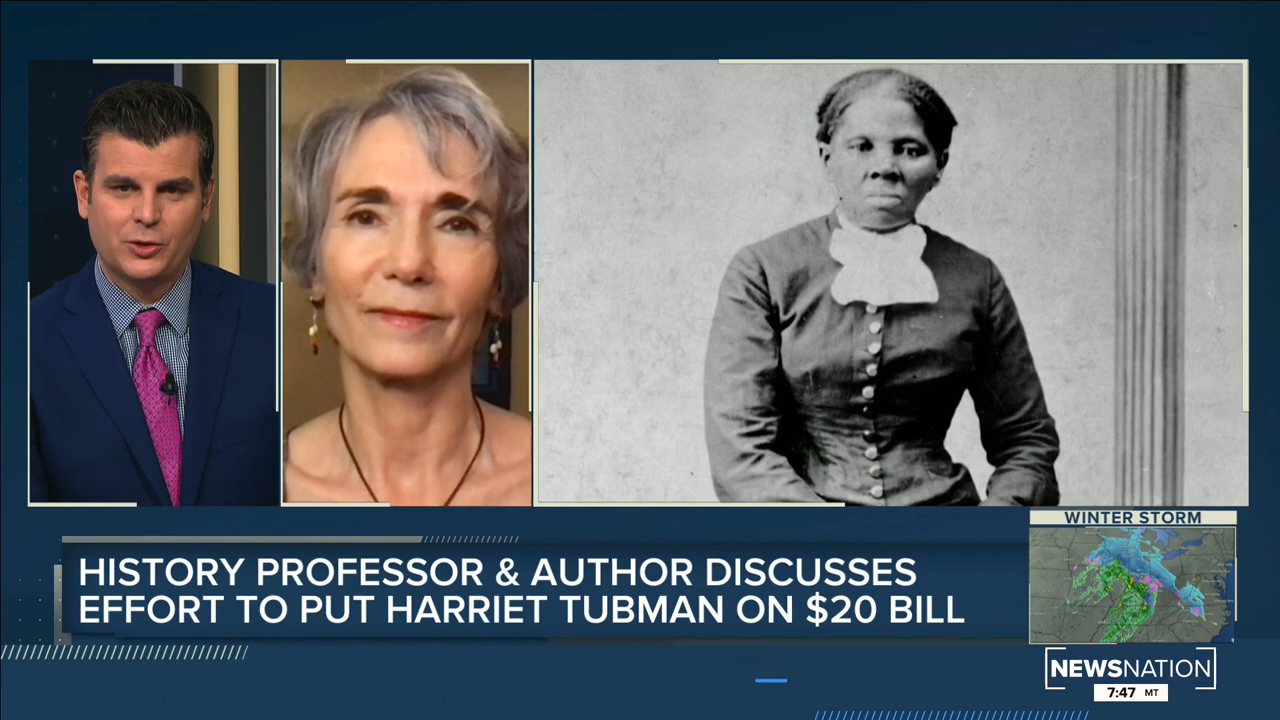 HISTORY PROFESSOR & AUTHOR DISCUSSES
EFFORT TO PUT HARRIET TUBMAN ON $20 BILL
WINTER STORM
NEWSNATION
7:47 MT